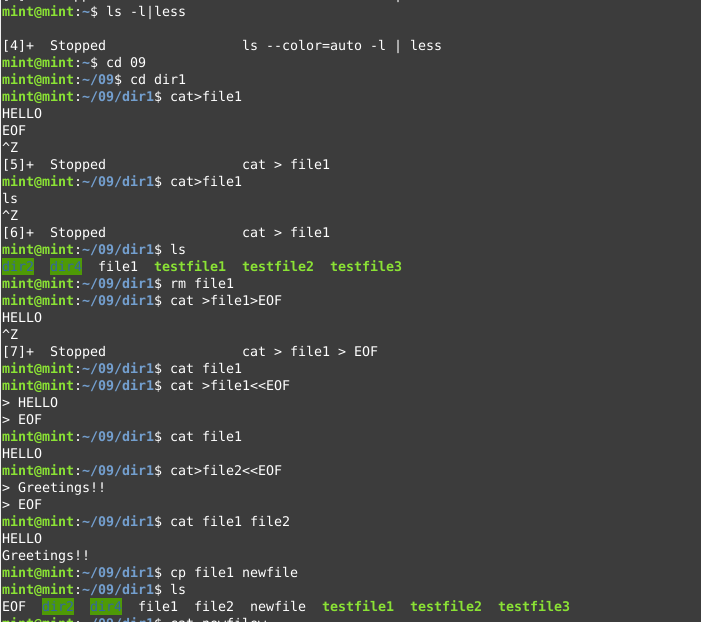 mint@mint:~$ ls -l|less
[4]+  Stopped                 ls --color=auto -l | less
mint@mint:~$ cd 09
mint@mint:~/09$ cd dir1
mint@mint:~/09/dir1$ cat>file1
HELLO
EOF
^Z
[5]+  Stopped                 cat > file1
mint@mint:~/09/dir1$ cat>file1
ls
^Z
[6]+  Stopped                 cat > file1
mint@mint:~/09/dir1$ ls
dir2  dir4  file1  testfile1  testfile2  testfile3
mint@mint:~/09/dir1$ rm file1
mint@mint:~/09/dir1$ cat >file1>EOF
HELLO
^Z
[7]+  Stopped                 cat > file1 > EOF
mint@mint:~/09/dir1$ cat file1
mint@mint:~/09/dir1$ cat >file1<<EOF
> HELLO
> EOF
mint@mint:~/09/dir1$ cat file1
HELLO
mint@mint:~/09/dir1$ cat>file2<<EOF
> Greetings!!
> EOF
mint@mint:~/09/dir1$ cat file1 file2
HELLO
Greetings!!
mint@mint:~/09/dir1$ cp file1 newfile
mint@mint:~/09/dir1$ ls
EOF  dir2  dir4  file1  file2  newfile  testfile1  testfile2  testfile3